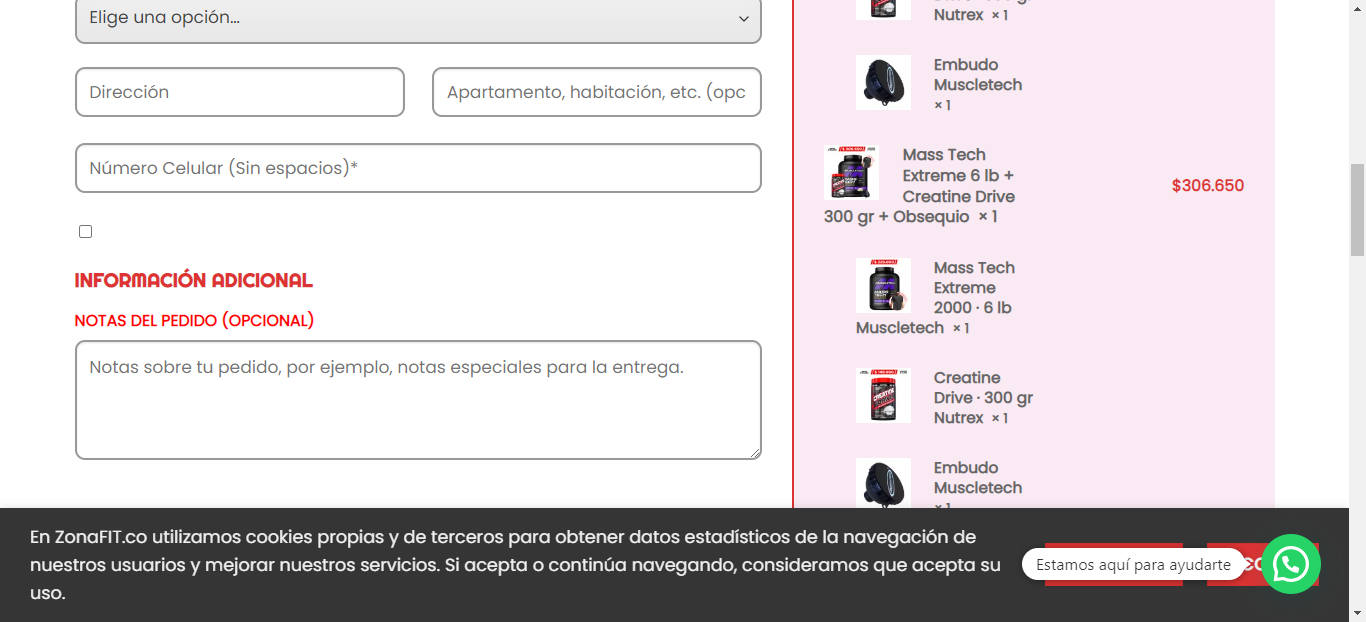 Elige una opción...
Dirección
Apartamento, habitación, etc. (opc
Número Celular (Sin espacios)*
INFORMACIÓN ADICIONAL
NOTAS DEL PEDIDO (OPCIONAL)
Notas sobre tu pedido, por ejemplo, notas especiales para la entrega.
Nutrex × 1
Embudo
Muscletech
× 1
Mass Tech
Extreme 6 lb +
Creatine Drive
300 gr + Obsequio × 1
$306.650
Mass Tech
Extreme
2000 · 6 lb
Muscletech × 1
Creatine
Drive · 300 gr
Nutrex × 1
Embudo
Muscletech
× 1
En ZonaFIT.co utilizamos cookies propias y de terceros para obtener datos estadísticos de la navegación de
nuestros usuarios y mejorar nuestros servicios. Si acepta o continúa navegando, consideramos que acepta su
uso.
Estamos aquí para ayudarte